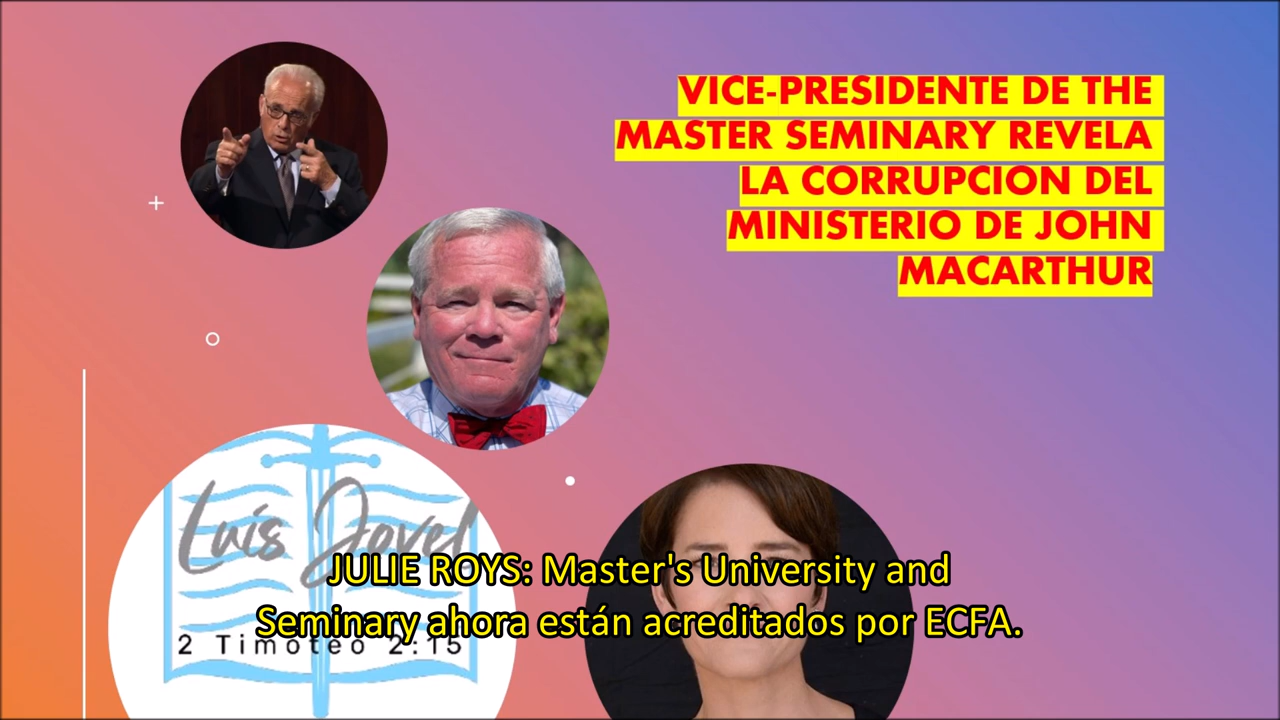 VICE-PRESIDENTE DE THE
MASTER SEMINARY REVELA
LA CORRUPCION DEL
MINISTERIO DE JOHN
MACARTHUR
Luis Jovel
JULIE ROYS: Master's University and
Seminary ahora están acreditados por ECFA.
2 Timoteo 2:15